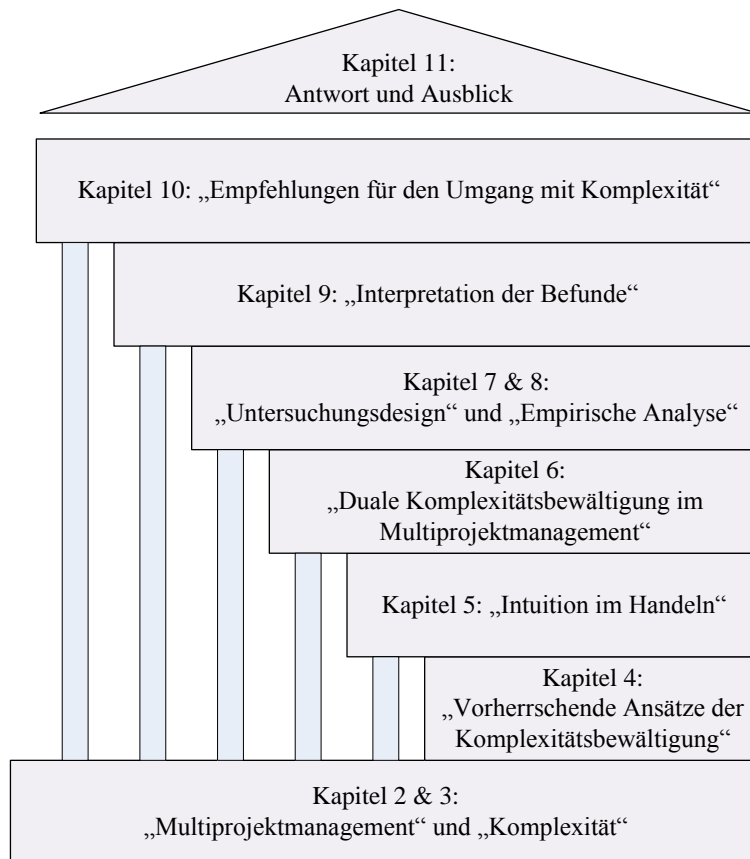 Kapitel 11:
Antwort und Ausblick
Kapitel 10: „Empfehlungen für den Umgang mit Komplexität“
Kapitel 9: „Interpretation der Befunde“
Kapitel 7 & 8:
„Untersuchungsdesign“ und „Empirische Analyse“
Kapitel 6:
„Duale Komplexitätsbewältigung im
Multiprojektmanagement“
Kapitel 5: „Intuition im Handeln“
Kapitel 4:
„Vorherrschende Ansätze der
Komplexitätsbewältigung“
Kapitel 2 & 3:
„Multiprojektmanagement“ und „Komplexität“